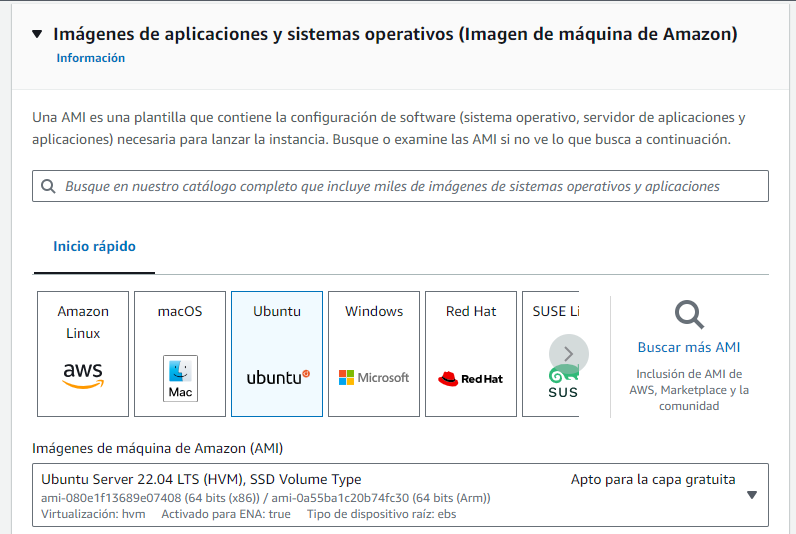 Imágenes de aplicaciones y sistemas operativos (Imagen de máquina de Amazon)
Información
Una AMI es una plantilla que contiene la configuración de software (sistema operativo, servidor de aplicaciones y
aplicaciones) necesaria para lanzar la instancia. Busque o examine las AMI si no ve lo que busca a continuación.
Busque en nuestro catálogo completo que incluye miles de imágenes de sistemas operativos y aplicaciones
Inicio rápido
Amazon
Linux
aws
macOS
Mac
Ubuntu
ubuntu
Windows
Microsoft
Red Hat
Red Hat
SUSE Li
SUS
Buscar más AMI
Inclusión de AMI de
AWS, Marketplace y la
comunidad
Imágenes de máquina de Amazon (AMI)
Ubuntu Server 22.04 LTS (HVM), SSD Volume Type
Apto para la capa gratuita
ami-080e1f13689e07408 (64 bits (x86)) / ami-0a55ba1c20b74fc30 (64 bits (Arm))
Virtualización: hvm Activado para ENA: true Tipo de dispositivo raíz: ebs